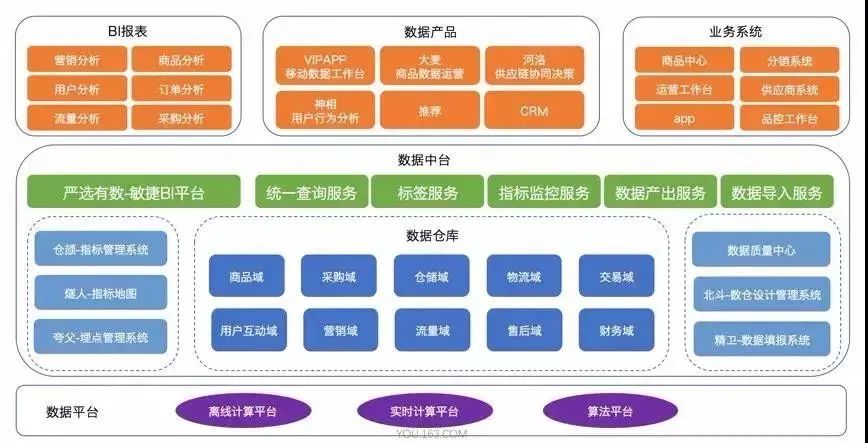 BI报表
营销分析
商品分析
用户分析
订单分析
流量分析
采购分析
数据产品
VIPAPP
移动数据工作台
大麦
商品数据运营
河洛
供应链协同决策
神相
用户行为分析
推荐
CRM
业务系统
商品中心
分销系统
运营工作台
供应商系统
app
品控工作台
数据中台
严选有数-敏捷BI平台
统一查询服务
标签服务
指标监控服务
数据产出服务
数据导入服务
仓颉-指标管理系统
燧人-指标地图
夸父-埋点管理系统
数据仓库
商品域
采购域
仓储域
物流域
交易域
用户互动域
营销域
流量域
售后域
财务域
数据质量中心
北斗-数仓设计管理系统
精卫-数据填报系统
数据平台
离线计算平台
实时计算平台
算法平台
YOU.163.COM